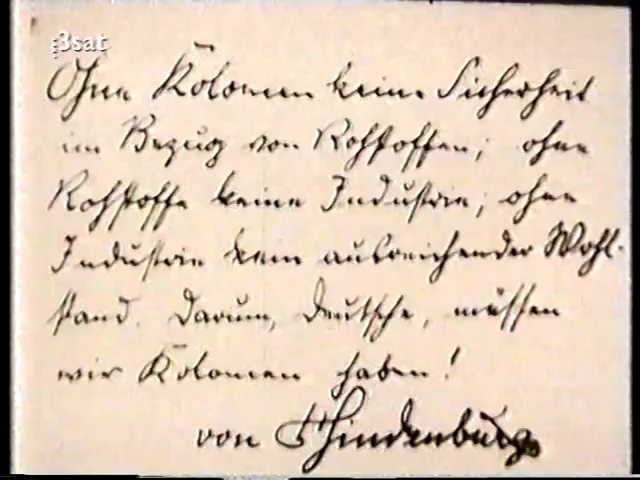 3sat
Ohne Kolonien keine Sicherheit
im Bezug von Rohstoffen; ohne
Rohstoffe keine Industrie; ohne
Industrie kein ausreichender Wohl-
stand. Darum, Deutsche, müssen
wir Kolonien haben!
von Hindenburg